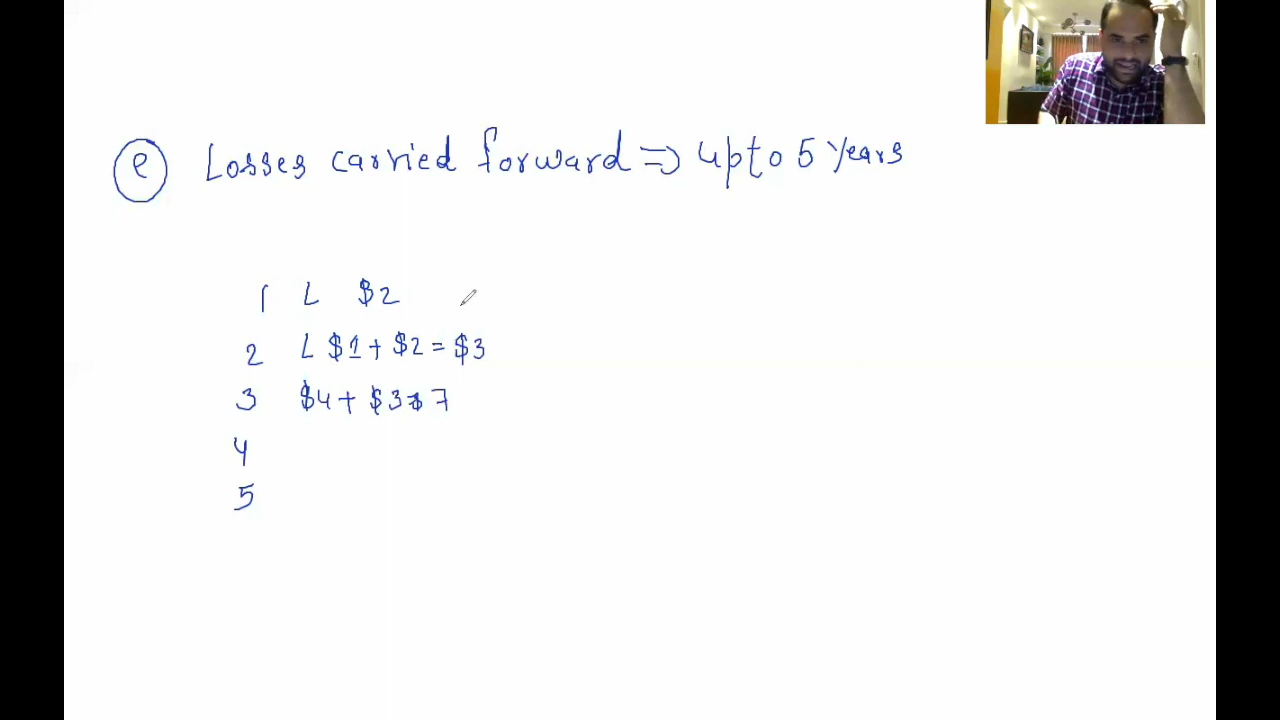 e Losses carried forward => upto 5 years
1 L $2
2 L $1 + $2 = $3
3 $4 + $3 = $7
4
5